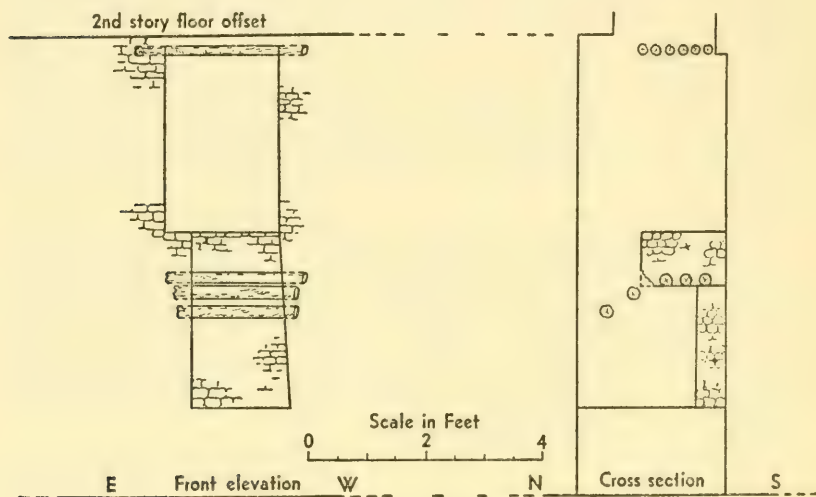 2nd story floor offset
Scale in Feet
0 2 4
E Front elevation W N Cross section S